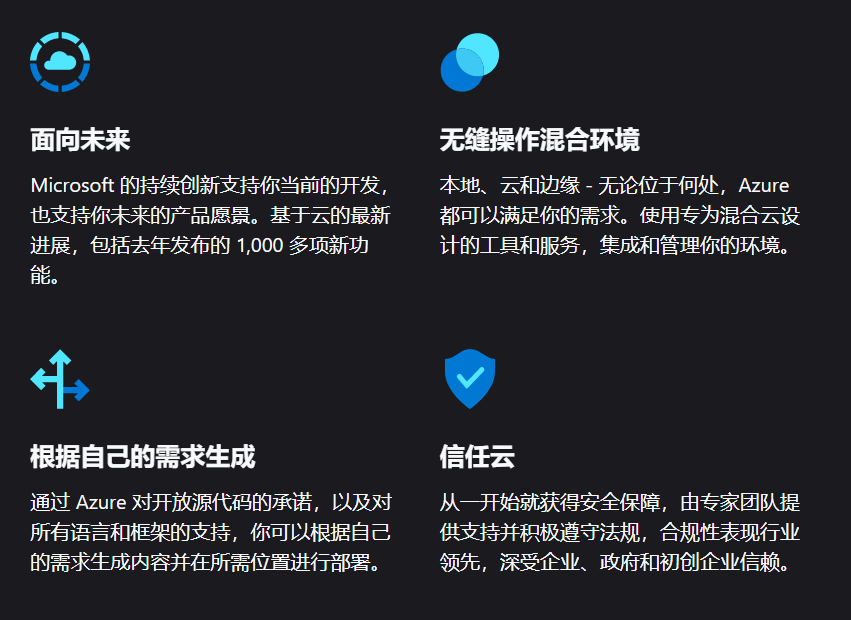 面向未来
Microsoft 的持续创新支持你当前的开发，
也支持你未来的产品愿景。基于云的最新
进展，包括去年发布的 1,000 多项新功
能。
无缝操作混合环境
本地、云和边缘 - 无论位于何处，Azure
都可以满足你的需求。使用专为混合云设
计的工具和服务，集成和管理你的环境。
根据自己的需求生成
通过 Azure 对开放源代码的承诺，以及对
所有语言和框架的支持，你可以根据自己
的需求生成内容并在所需位置进行部署。
信任云
从一开始就获得安全保障，由专家团队提
供支持并积极遵守法规，合规性表现行业
领先，深受企业、政府和初创企业信赖。